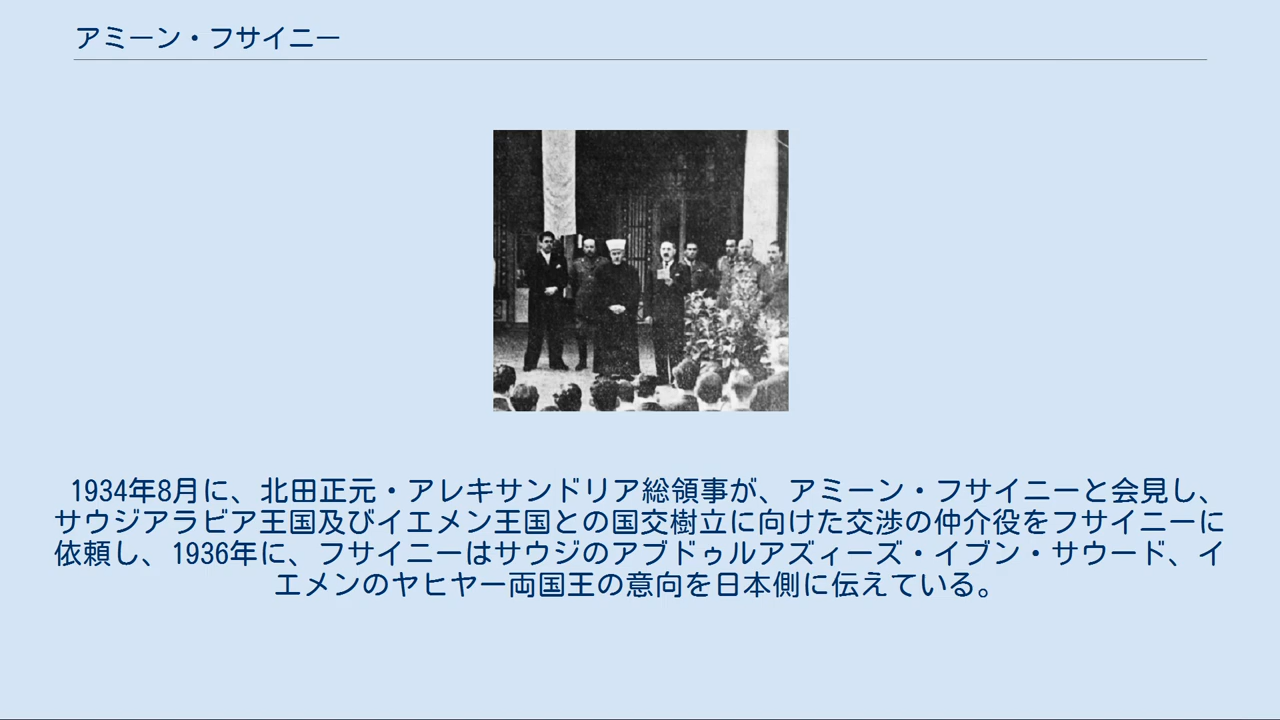 アミーン・フサイニー
1934年8月に、北田正元・アレキサンドリア総領事が、アミーン・フサイニーと会見し、
サウジアラビア王国及びイエメン王国との国交樹立に向けた交渉の仲介役をフサイニーに
依頼し、1936年に、フサイニーはサウジのアブドゥルアズィーズ・イブン・サウード、イ
エメンのヤヒヤー両国王の意向を日本側に伝えている。